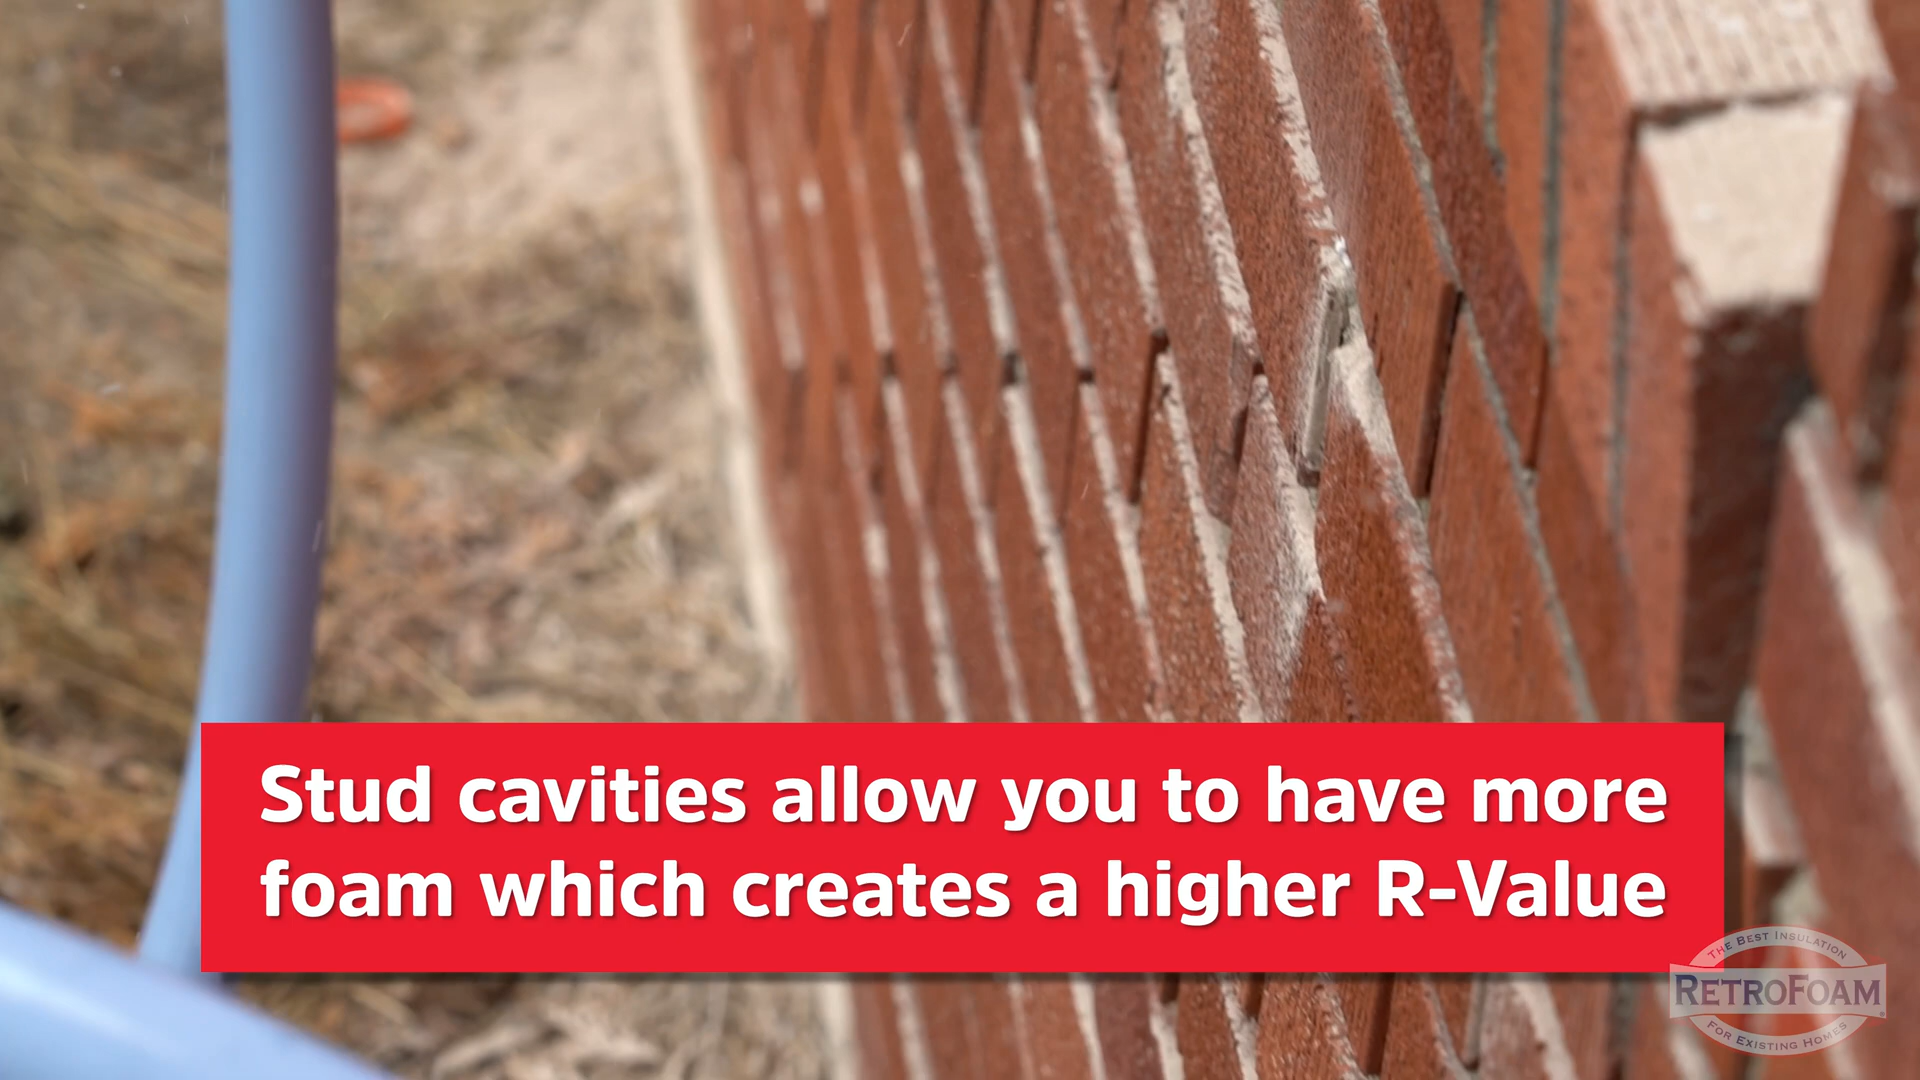 Stud cavities allow you to have more
foam which creates a higher R-Value
THE BEST INSULATION
RETROFOAM
FOR EXISTING HOMES